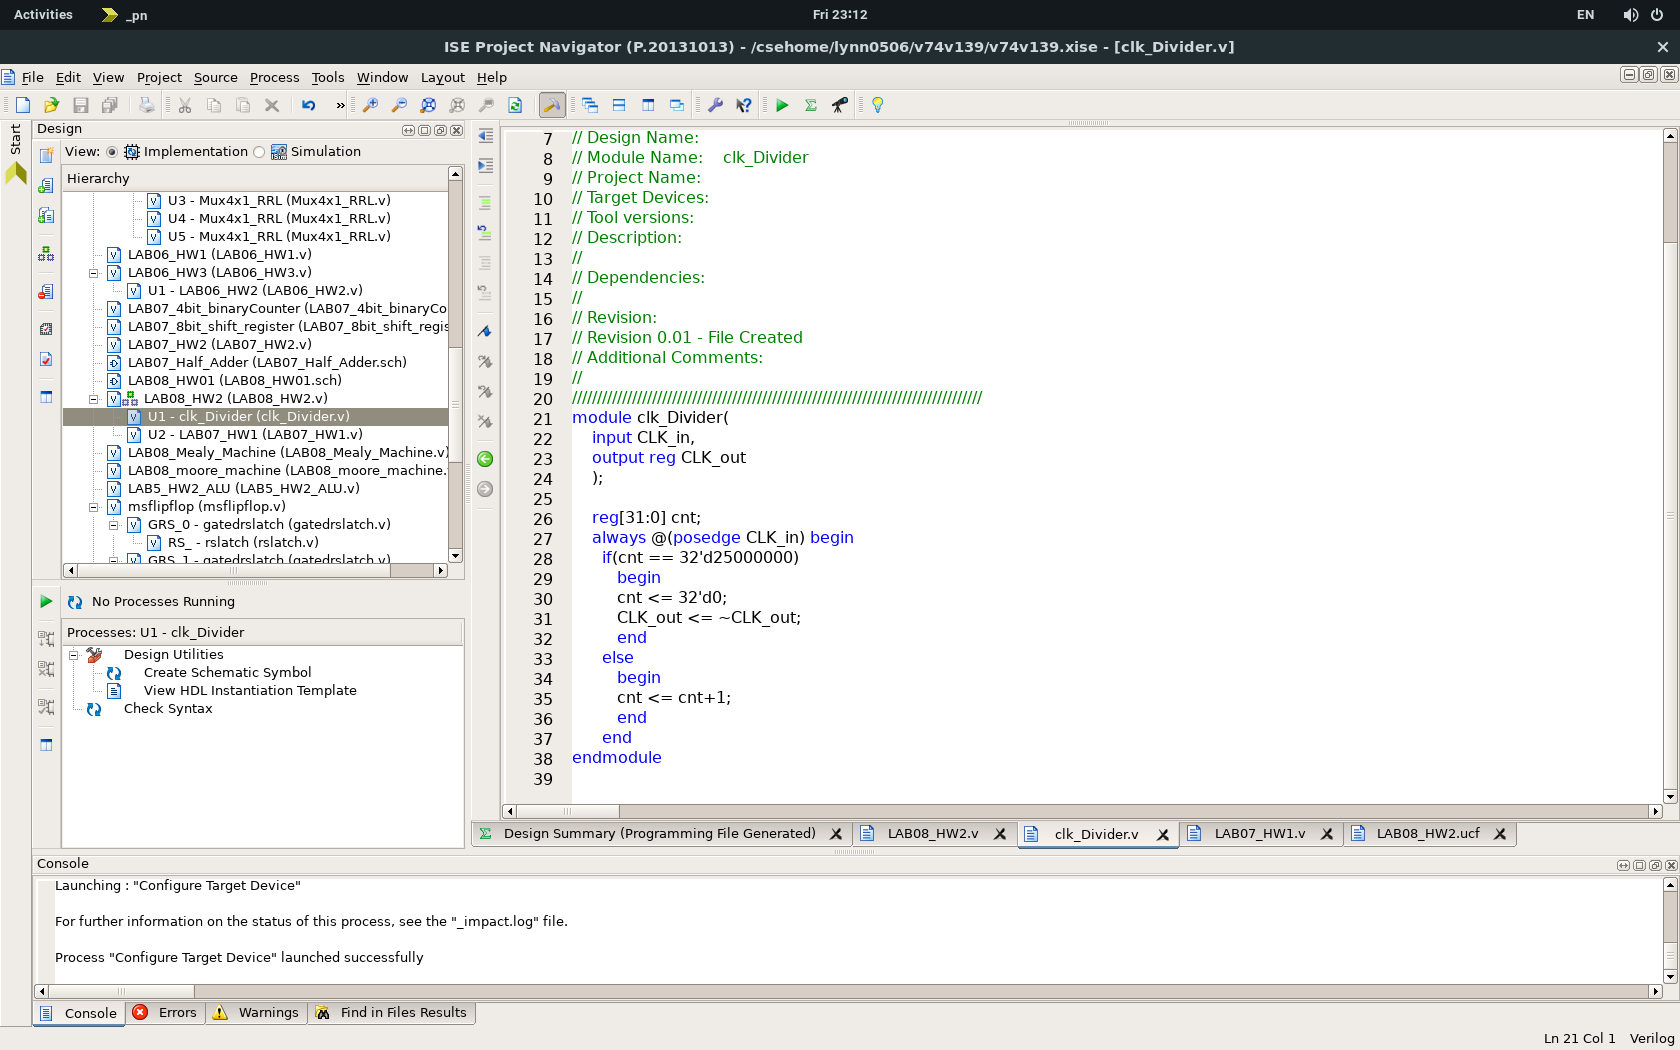 Activities
_pn
Fri 23:12
EN
ISE Project Navigator (P.20131013) - /csehome/lynn0506/v74v139/v74v139.xise - [clk_Divider.v]
File Edit View Project Source Process Tools Window Layout Help
Start
Design
View: Implementation Simulation
Hierarchy
U3 - Mux4x1_RRL (Mux4x1_RRL.v)
U4 - Mux4x1_RRL (Mux4x1_RRL.v)
U5 - Mux4x1_RRL (Mux4x1_RRL.v)
LAB06_HW1 (LAB06_HW1.v)
LAB06_HW3 (LAB06_HW3.v)
U1 - LAB06_HW2 (LAB06_HW2.v)
LAB07_4bit_binaryCounter (LAB07_4bit_binaryCo
LAB07_8bit_shift_register (LAB07_8bit_shift_regis
LAB07_HW2 (LAB07_HW2.v)
LAB07_Half_Adder (LAB07_Half_Adder.sch)
LAB08_HW01 (LAB08_HW01.sch)
LAB08_HW2 (LAB08_HW2.v)
U1 - clk_Divider (clk_Divider.v)
U2 - LAB07_HW1 (LAB07_HW1.v)
LAB08_Mealy_Machine (LAB08_Mealy_Machine.v)
LAB08_moore_machine (LAB08_moore_machine.
LAB5_HW2_ALU (LAB5_HW2_ALU.v)
msflipflop (msflipflop.v)
GRS_0 - gatedrslatch (gatedrslatch.v)
RS_ - rslatch (rslatch.v)
GRS_1 - gatedrslatch (gatedrslatch.v)
No Processes Running
Processes: U1 - clk_Divider
Design Utilities
Create Schematic Symbol
View HDL Instantiation Template
Check Syntax
7 // Design Name:
8 // Module Name:    clk_Divider
9 // Project Name:
10 // Target Devices:
11 // Tool versions:
12 // Description:
13 //
14 // Dependencies:
15 //
16 // Revision:
17 // Revision 0.01 - File Created
18 // Additional Comments:
19 //
20 //////////////////////////////////////////////////////////////////////////////////
21 module clk_Divider(
22     input CLK_in,
23     output reg CLK_out
24     );
25
26     reg[31:0] cnt;
27     always @(posedge CLK_in) begin
28       if(cnt == 32'd25000000)
29          begin
30          cnt <= 32'd0;
31          CLK_out <= ~CLK_out;
32          end
33       else
34          begin
35          cnt <= cnt+1;
36          end
37       end
38 endmodule
39
Design Summary (Programming File Generated)
LAB08_HW2.v
clk_Divider.v
LAB07_HW1.v
LAB08_HW2.ucf
Console
Launching : "Configure Target Device"
For further information on the status of this process, see the "_impact.log" file.
Process "Configure Target Device" launched successfully
Console
Errors
Warnings
Find in Files Results
Ln 21 Col 1
Verilog